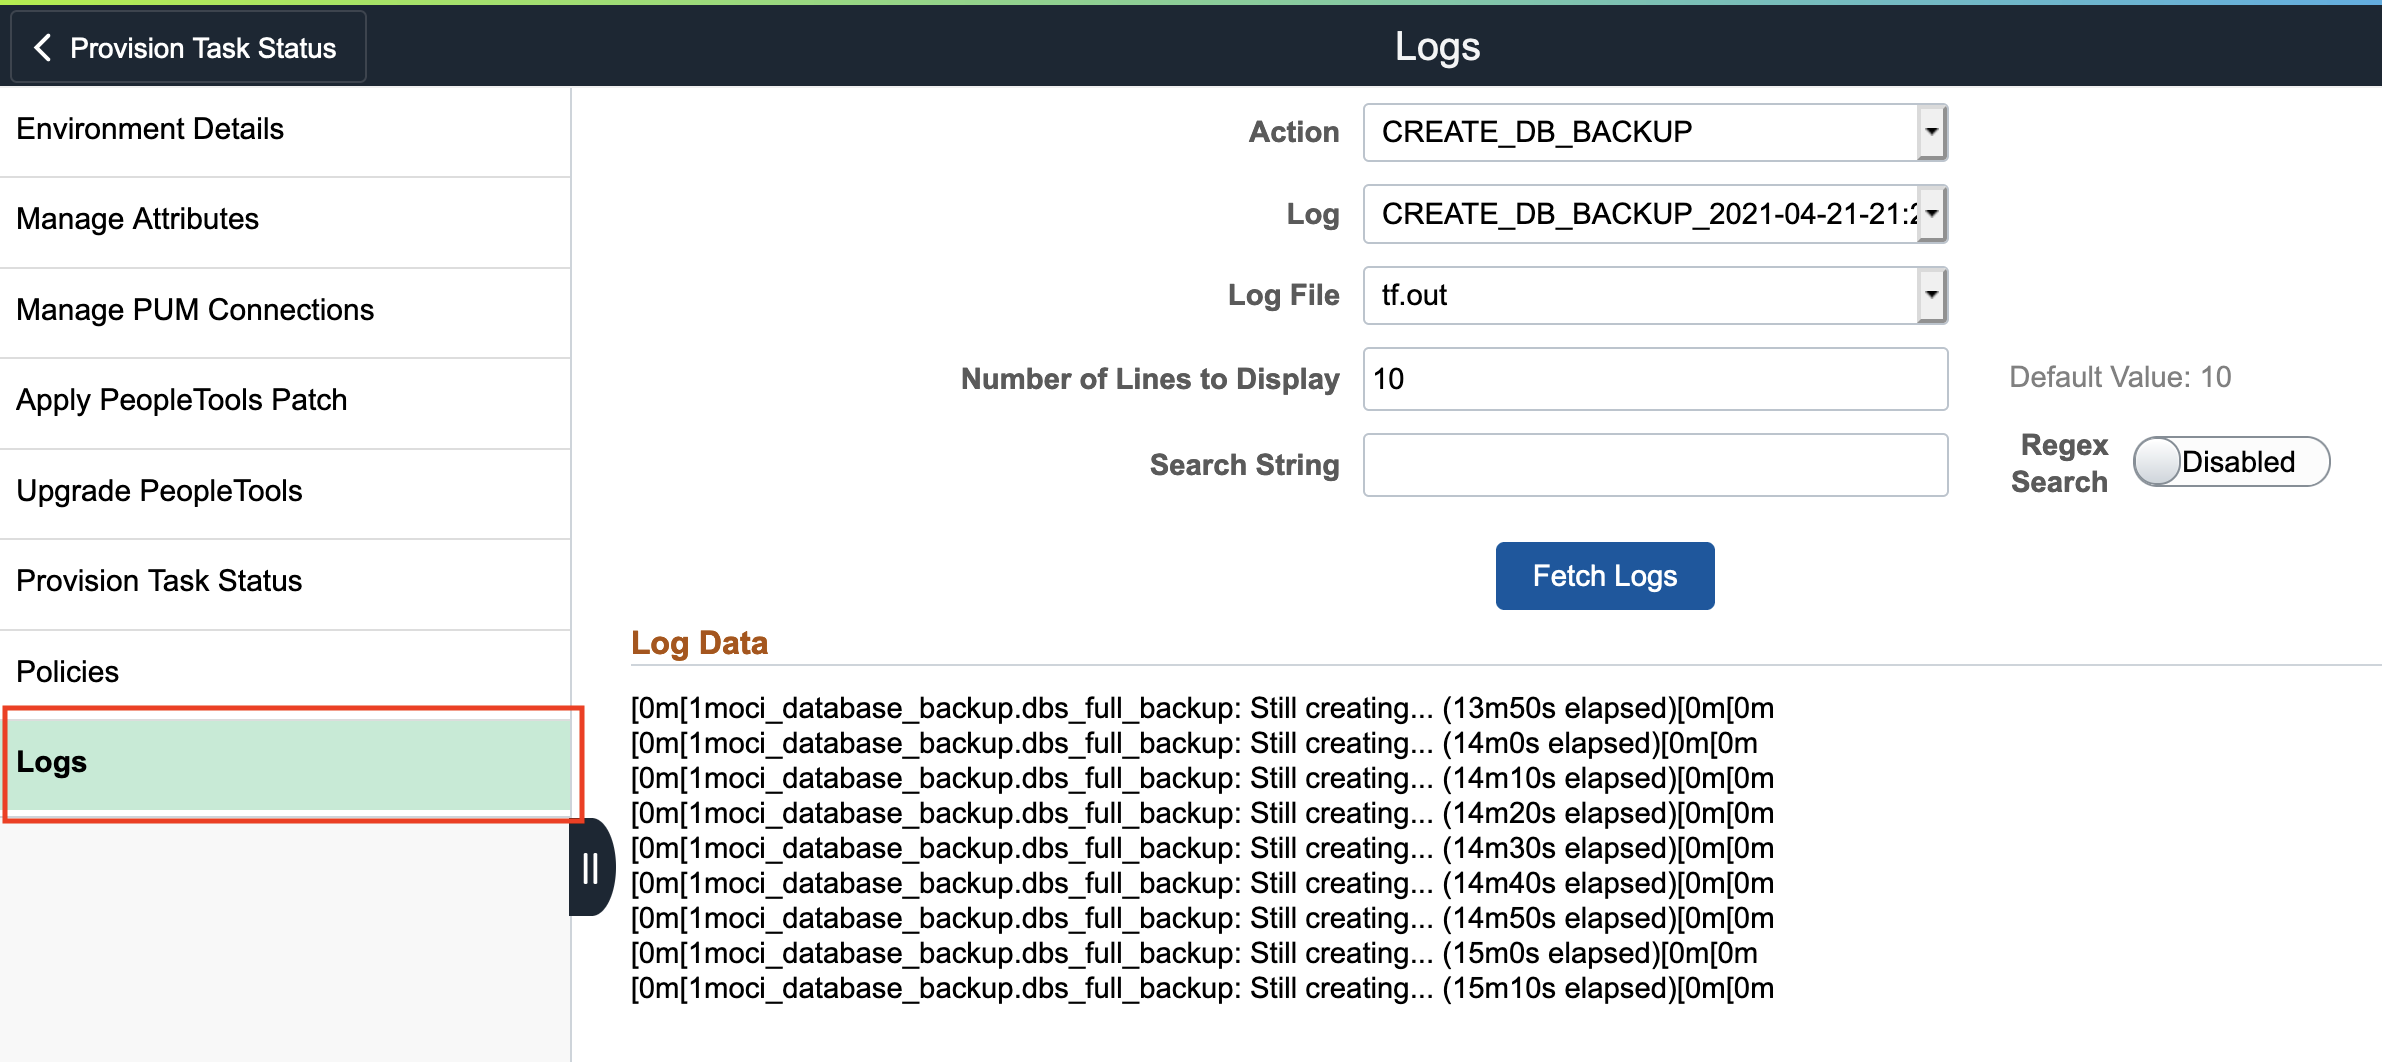 Provision Task Status
Logs
Environment Details
Manage Attributes
Manage PUM Connections
Apply PeopleTools Patch
Upgrade PeopleTools
Provision Task Status
Policies
Logs
Action CREATE_DB_BACKUP
Log CREATE_DB_BACKUP_2021-04-21-21:2
Log File tf.out
Number of Lines to Display 10 Default Value: 10
Search String Regex Search Disabled
Fetch Logs
Log Data
[0m[1moci_database_backup.dbs_full_backup: Still creating... (13m50s elapsed)[0m[0m
[0m[1moci_database_backup.dbs_full_backup: Still creating... (14m0s elapsed)[0m[0m
[0m[1moci_database_backup.dbs_full_backup: Still creating... (14m10s elapsed)[0m[0m
[0m[1moci_database_backup.dbs_full_backup: Still creating... (14m20s elapsed)[0m[0m
[0m[1moci_database_backup.dbs_full_backup: Still creating... (14m30s elapsed)[0m[0m
[0m[1moci_database_backup.dbs_full_backup: Still creating... (14m40s elapsed)[0m[0m
[0m[1moci_database_backup.dbs_full_backup: Still creating... (14m50s elapsed)[0m[0m
[0m[1moci_database_backup.dbs_full_backup: Still creating... (15m0s elapsed)[0m[0m
[0m[1moci_database_backup.dbs_full_backup: Still creating... (15m10s elapsed)[0m[0m